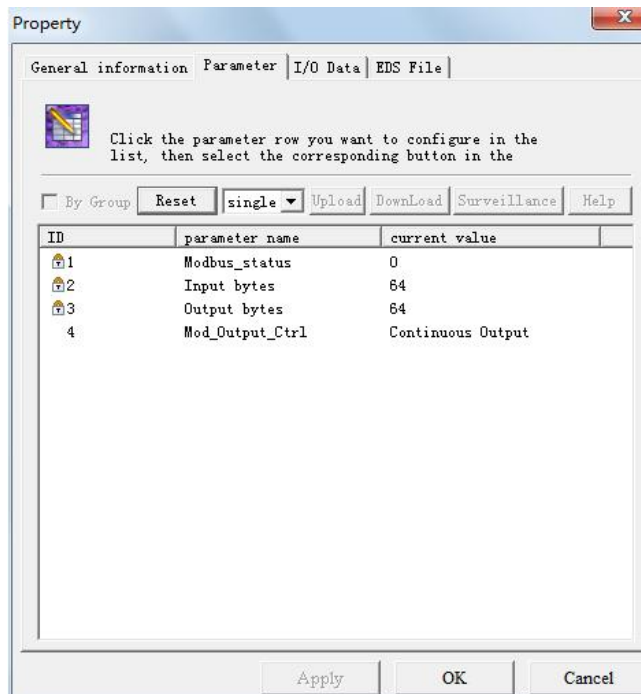 Property
General information Parameter I/O Data EDS File
Click the parameter row you want to configure in the
list, then select the corresponding button in the
By Group Reset single Upload DownLoad Surveillance Help
ID parameter name current value
1 Modbus_status 0
2 Input bytes 64
3 Output bytes 64
4 Mod_Output_Ctrl Continuous Output
Apply OK Cancel